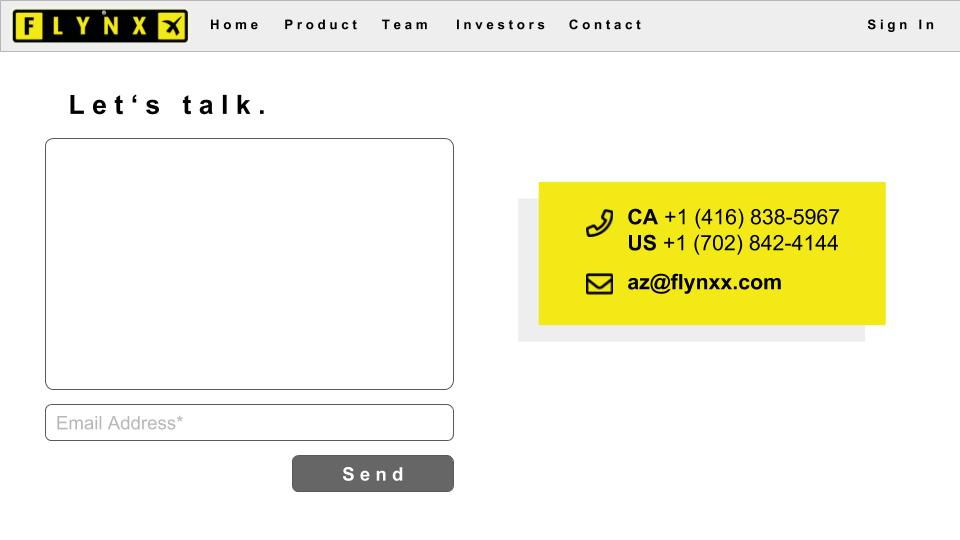 FLYNX Home Product Team Investors Contact Sign In
Let‘s talk.
CA +1 (416) 838-5967
US +1 (702) 842-4144
az@flynxx.com
Email Address*
Send